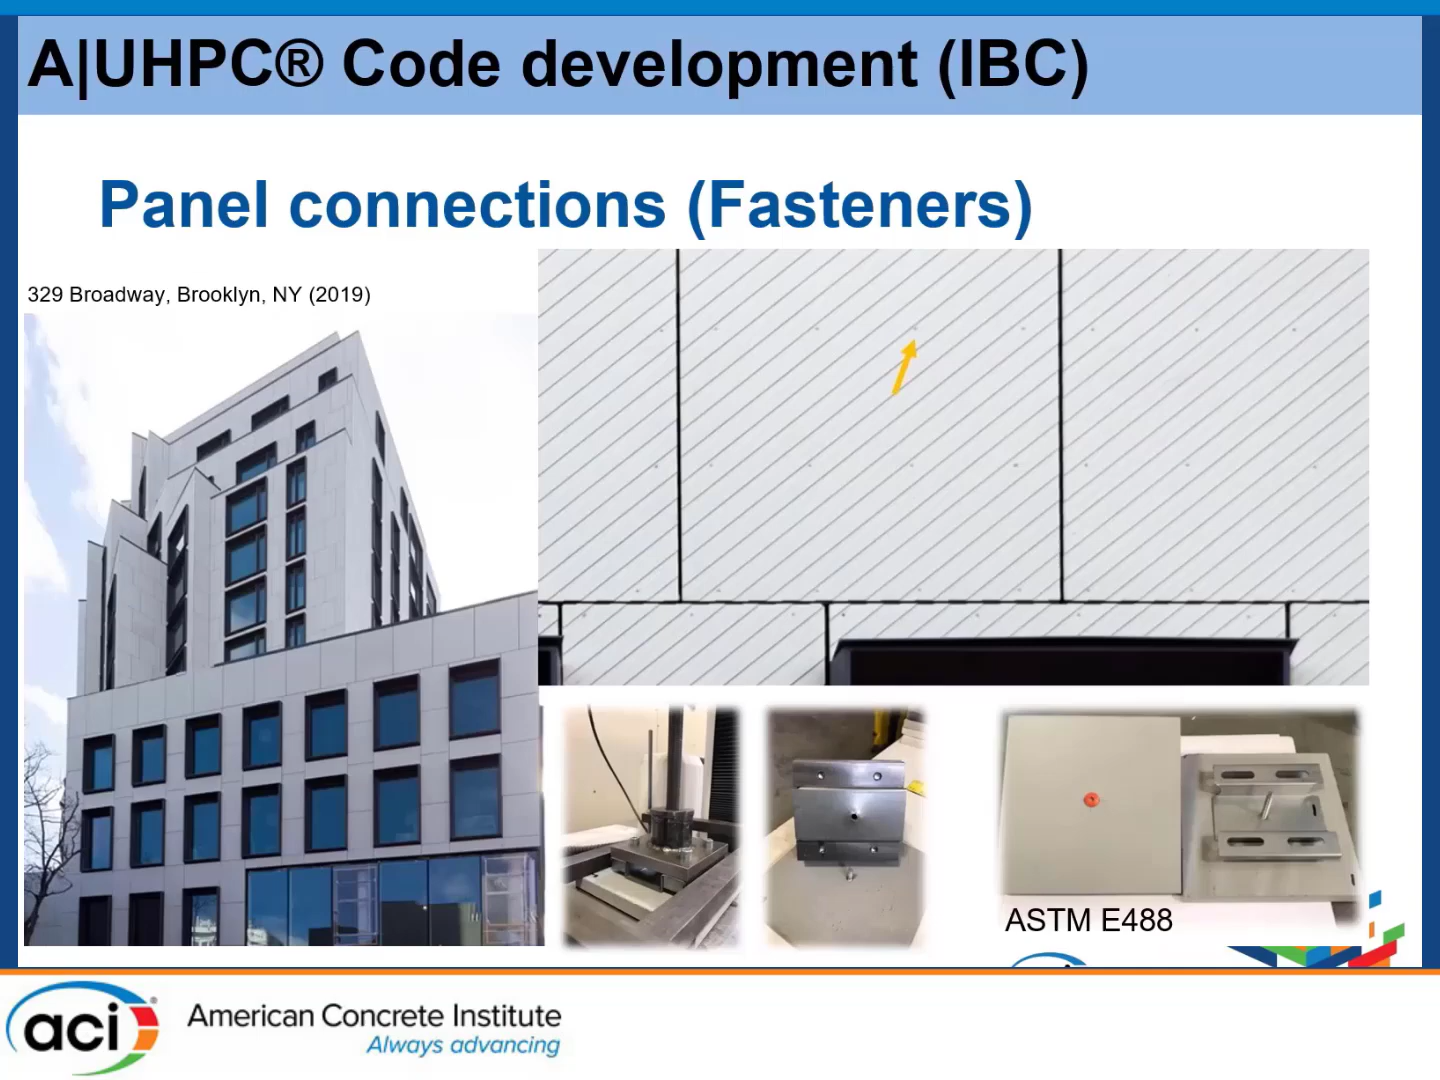 A|UHPC® Code development (IBC)
Panel connections (Fasteners)
329 Broadway, Brooklyn, NY (2019)
ASTM E488
aci
American Concrete Institute
Always advancing